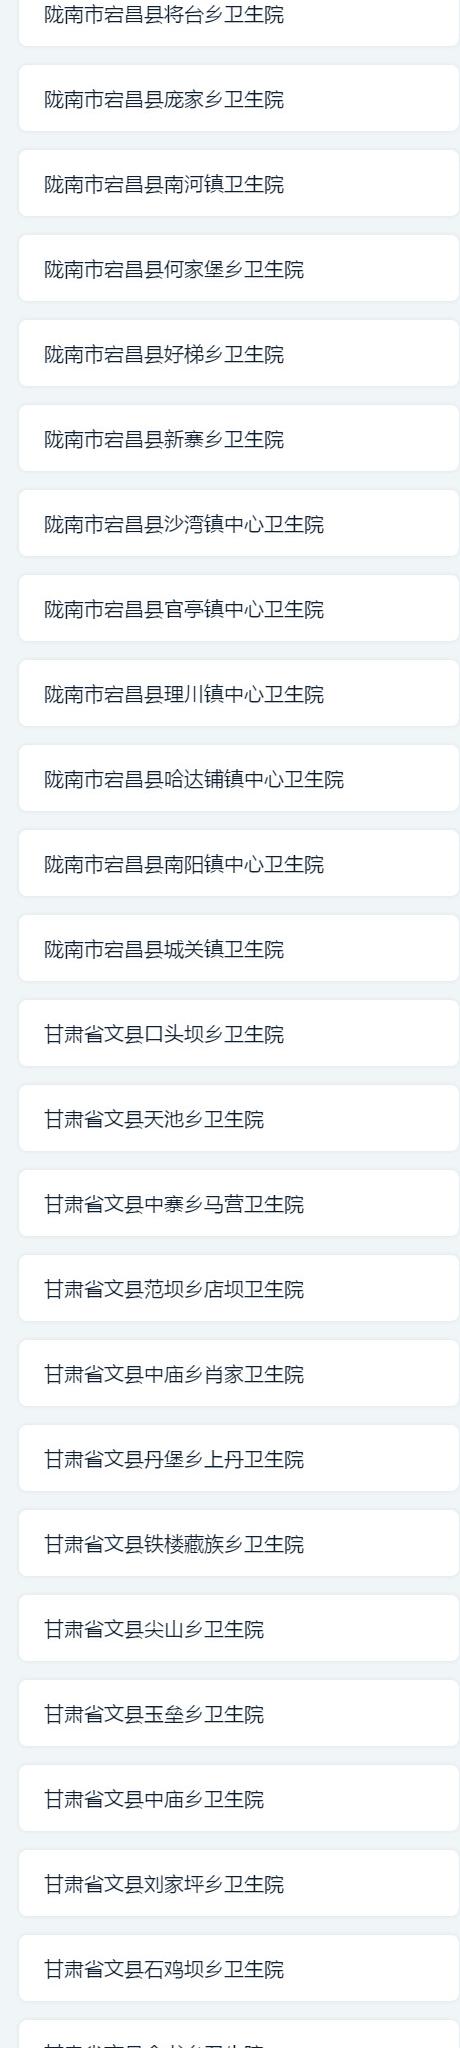 陇南市宕昌县将台乡卫生院
陇南市宕昌县庞家乡卫生院
陇南市宕昌县南河镇卫生院
陇南市宕昌县何家堡乡卫生院
陇南市宕昌县好梯乡卫生院
陇南市宕昌县新寨乡卫生院
陇南市宕昌县沙湾镇中心卫生院
陇南市宕昌县官亭镇中心卫生院
陇南市宕昌县理川镇中心卫生院
陇南市宕昌县哈达铺镇中心卫生院
陇南市宕昌县南阳镇中心卫生院
陇南市宕昌县城关镇卫生院
甘肃省文县口头坝乡卫生院
甘肃省文县天池乡卫生院
甘肃省文县中寨乡马营卫生院
甘肃省文县范坝乡店坝卫生院
甘肃省文县中庙乡肖家卫生院
甘肃省文县丹堡乡上丹卫生院
甘肃省文县铁楼藏族乡卫生院
甘肃省文县尖山乡卫生院
甘肃省文县玉垒乡卫生院
甘肃省文县中庙乡卫生院
甘肃省文县刘家坪乡卫生院
甘肃省文县石鸡坝乡卫生院